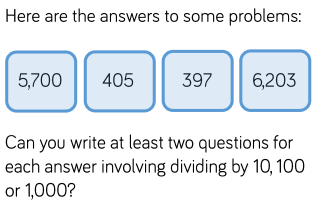 Here are the answers to some problems:
5,700 405 397 6,203
Can you write at least two questions for
each answer involving dividing by 10, 100
or 1,000?